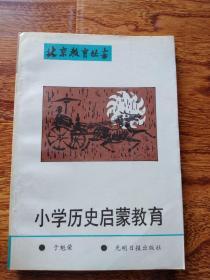 北京教育丛书
小学历史启蒙教育
●于魁荣 ●光明日报出版社